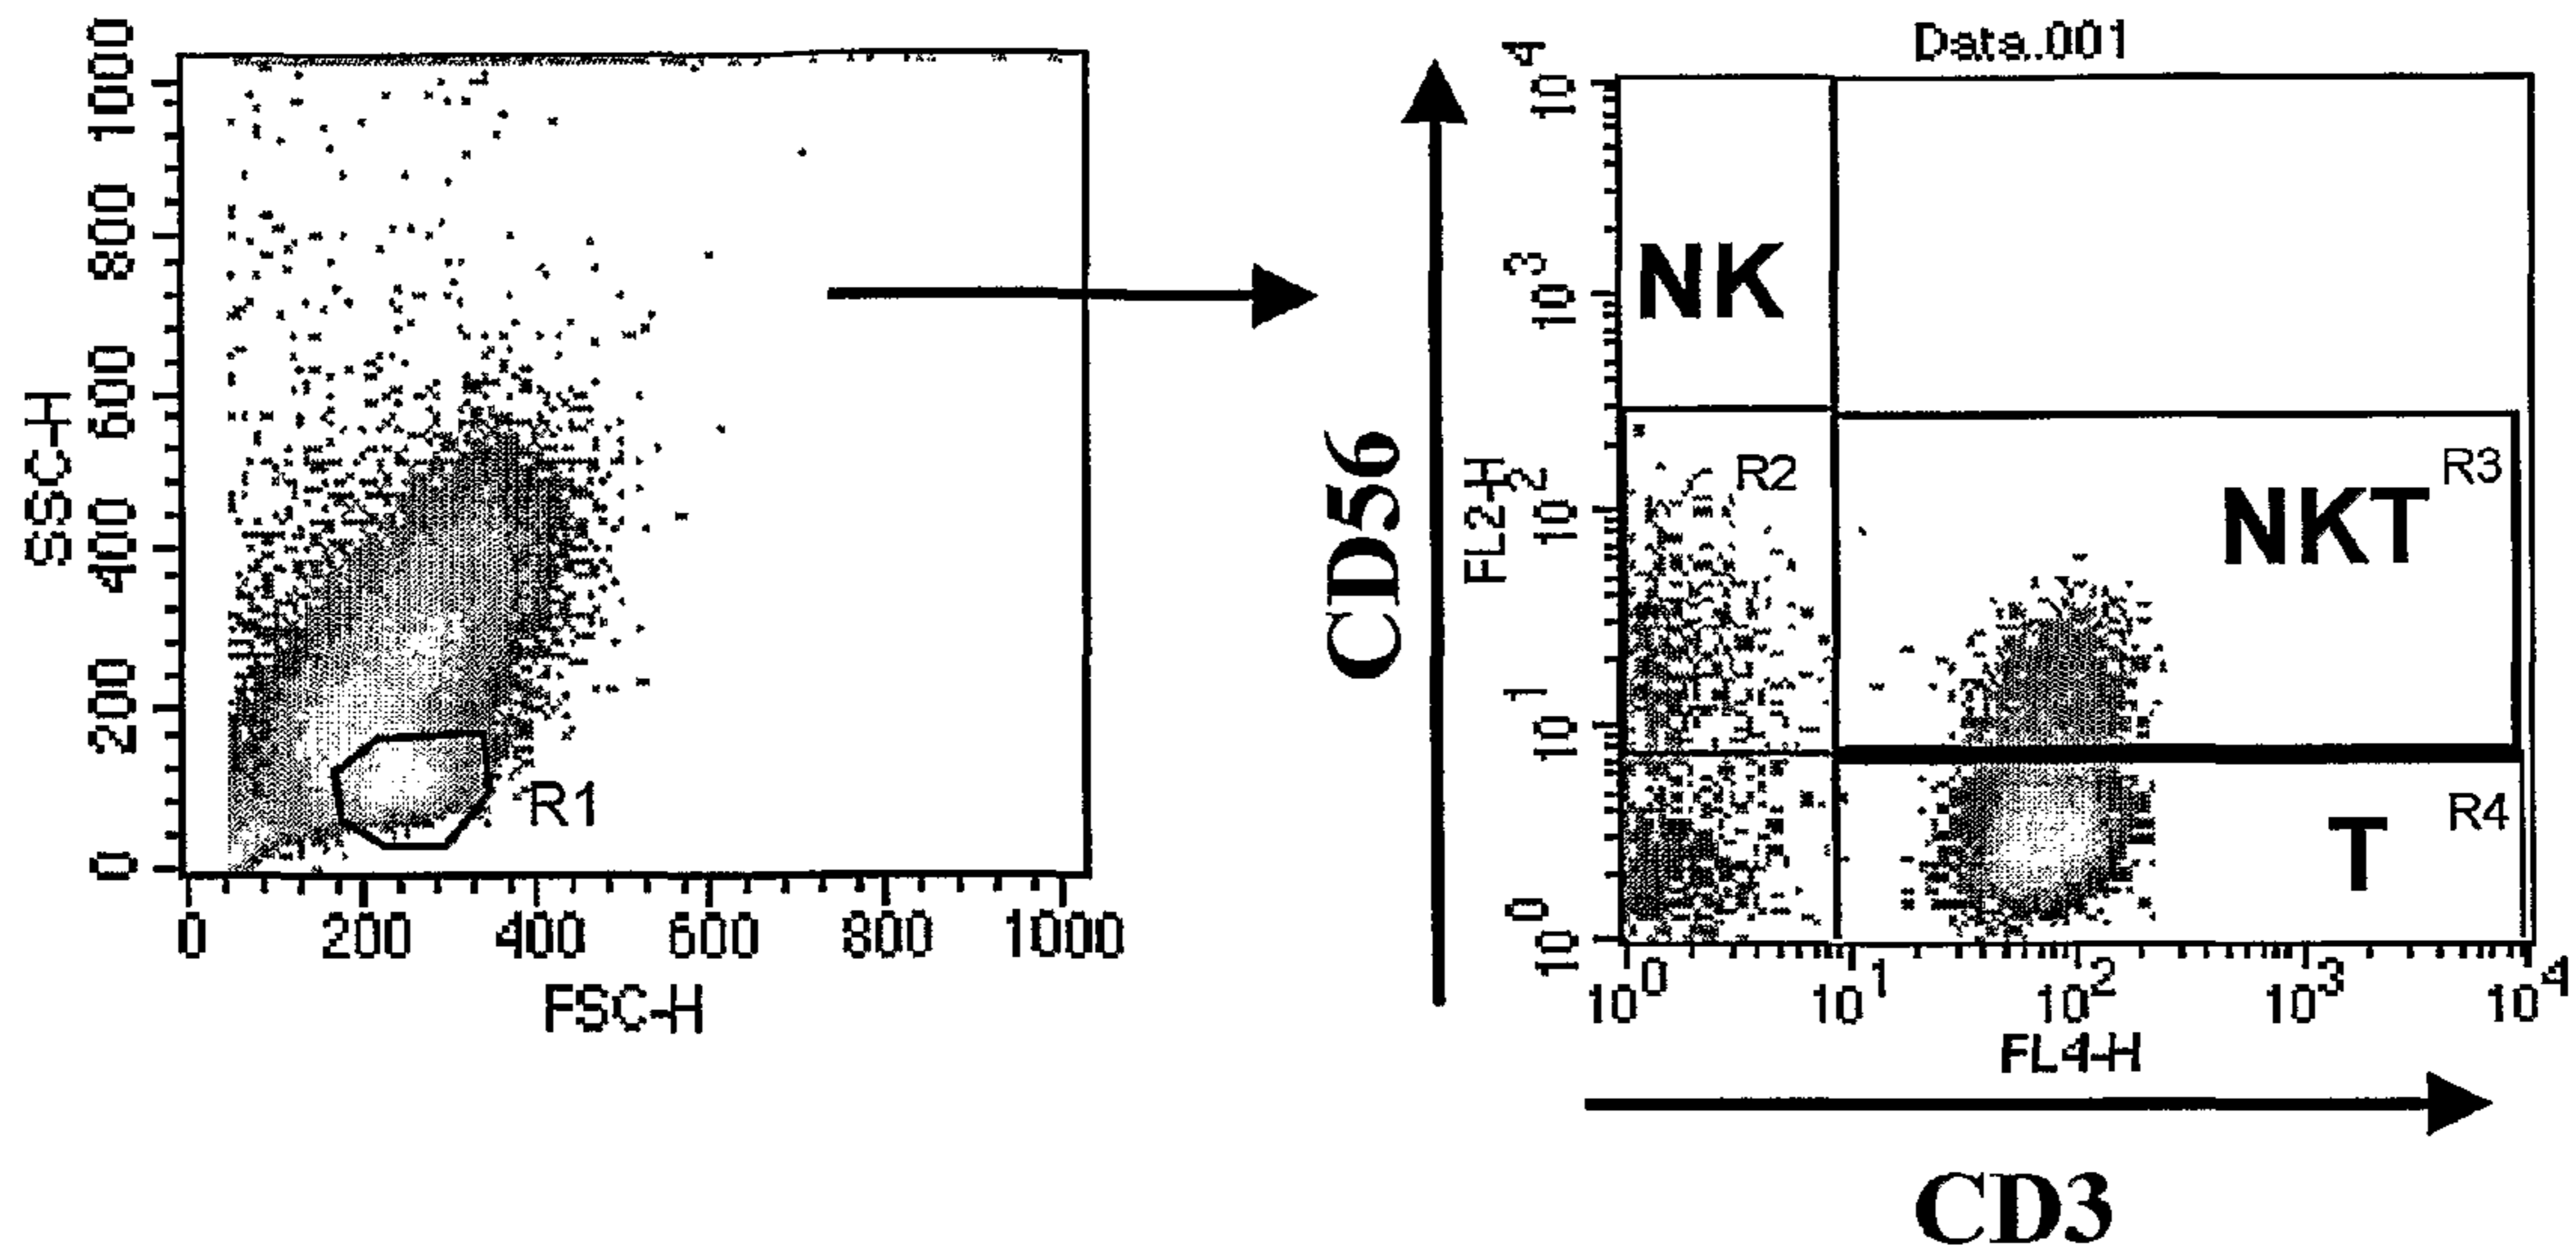 SSC-H
1000
800
600
400
200
0
R1
0 200 400 600 800 1000
FSC-H
Data.001
CD56
FL2-H
10^4
10^3
10^2
10^1
10^0
NK
R2
R3
NKT
R4
T
10^0 10^1 10^2 10^3 10^4
FL4-H
CD3